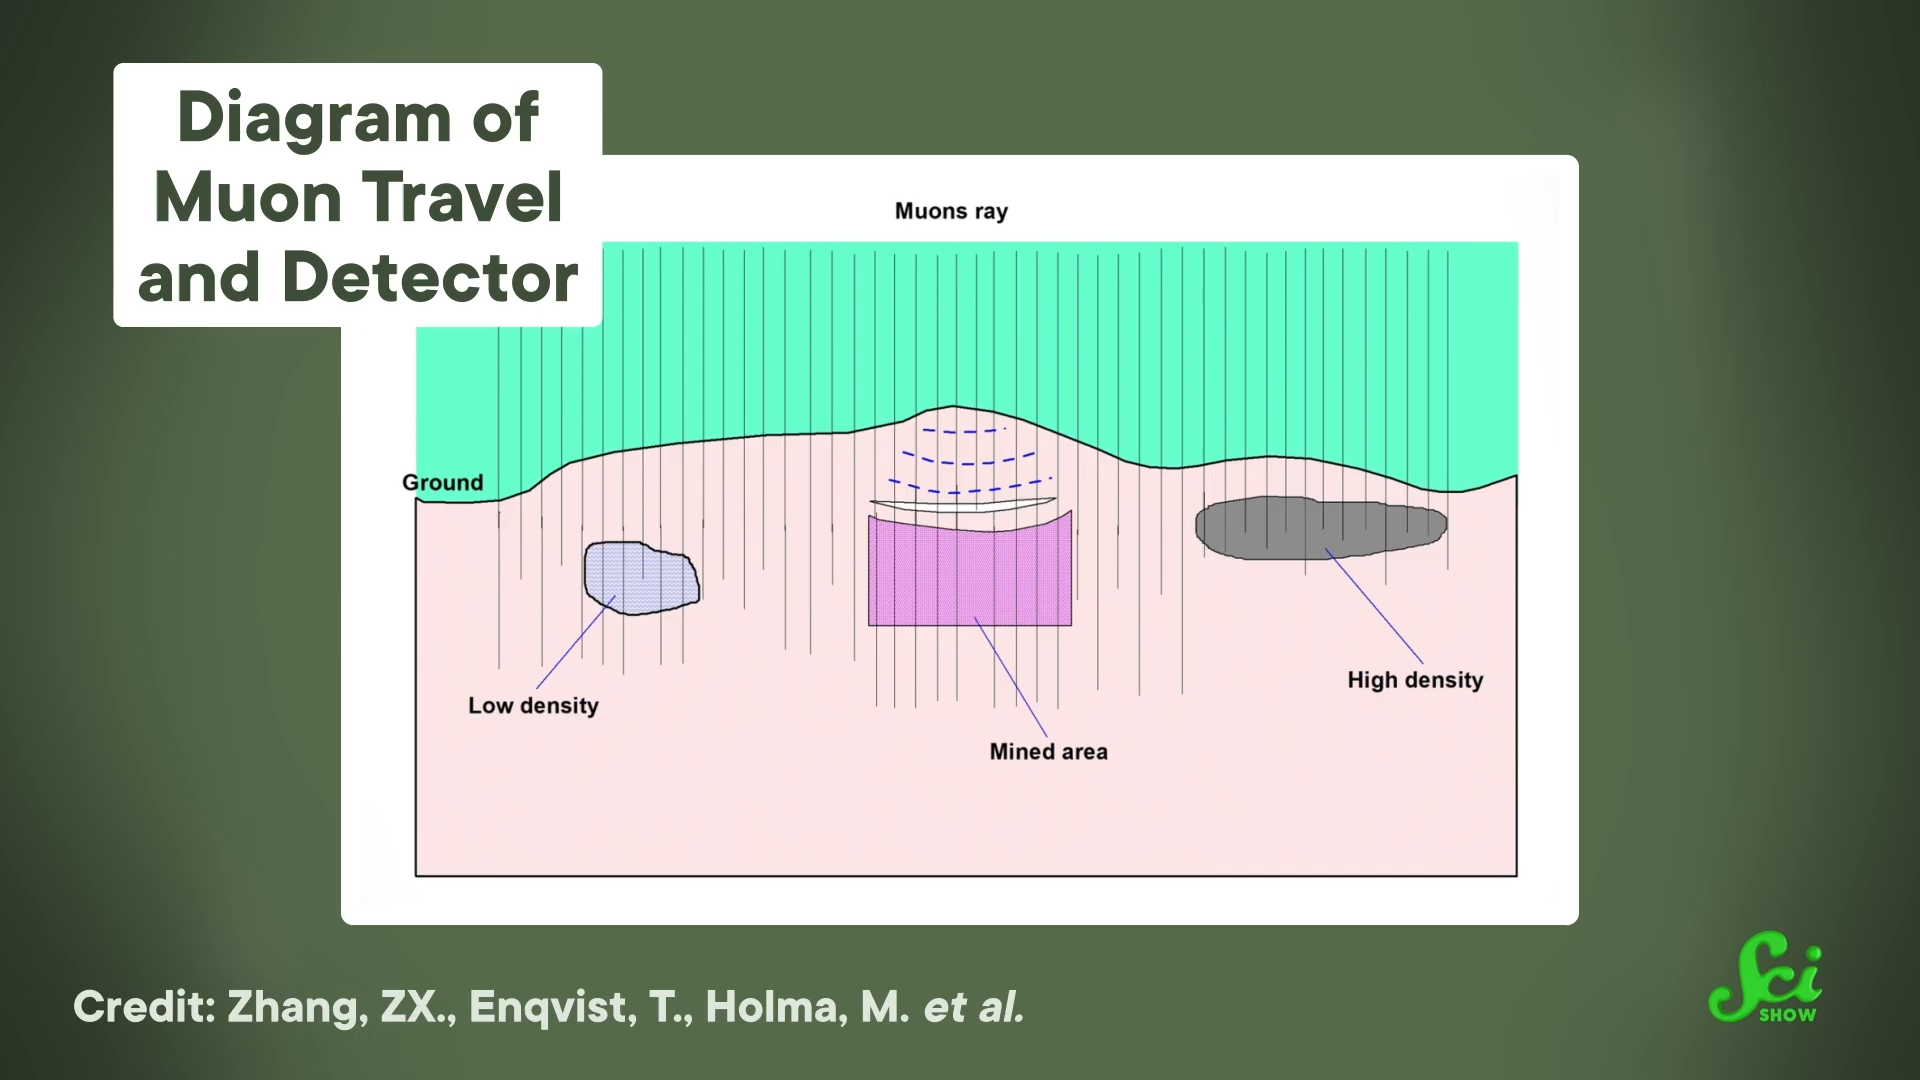 Diagram of
Muon Travel
and Detector
Muons ray
Ground
Low density
High density
Mined area
Credit: Zhang, ZX., Enqvist, T., Holma, M. et al.
Sci
SHOW